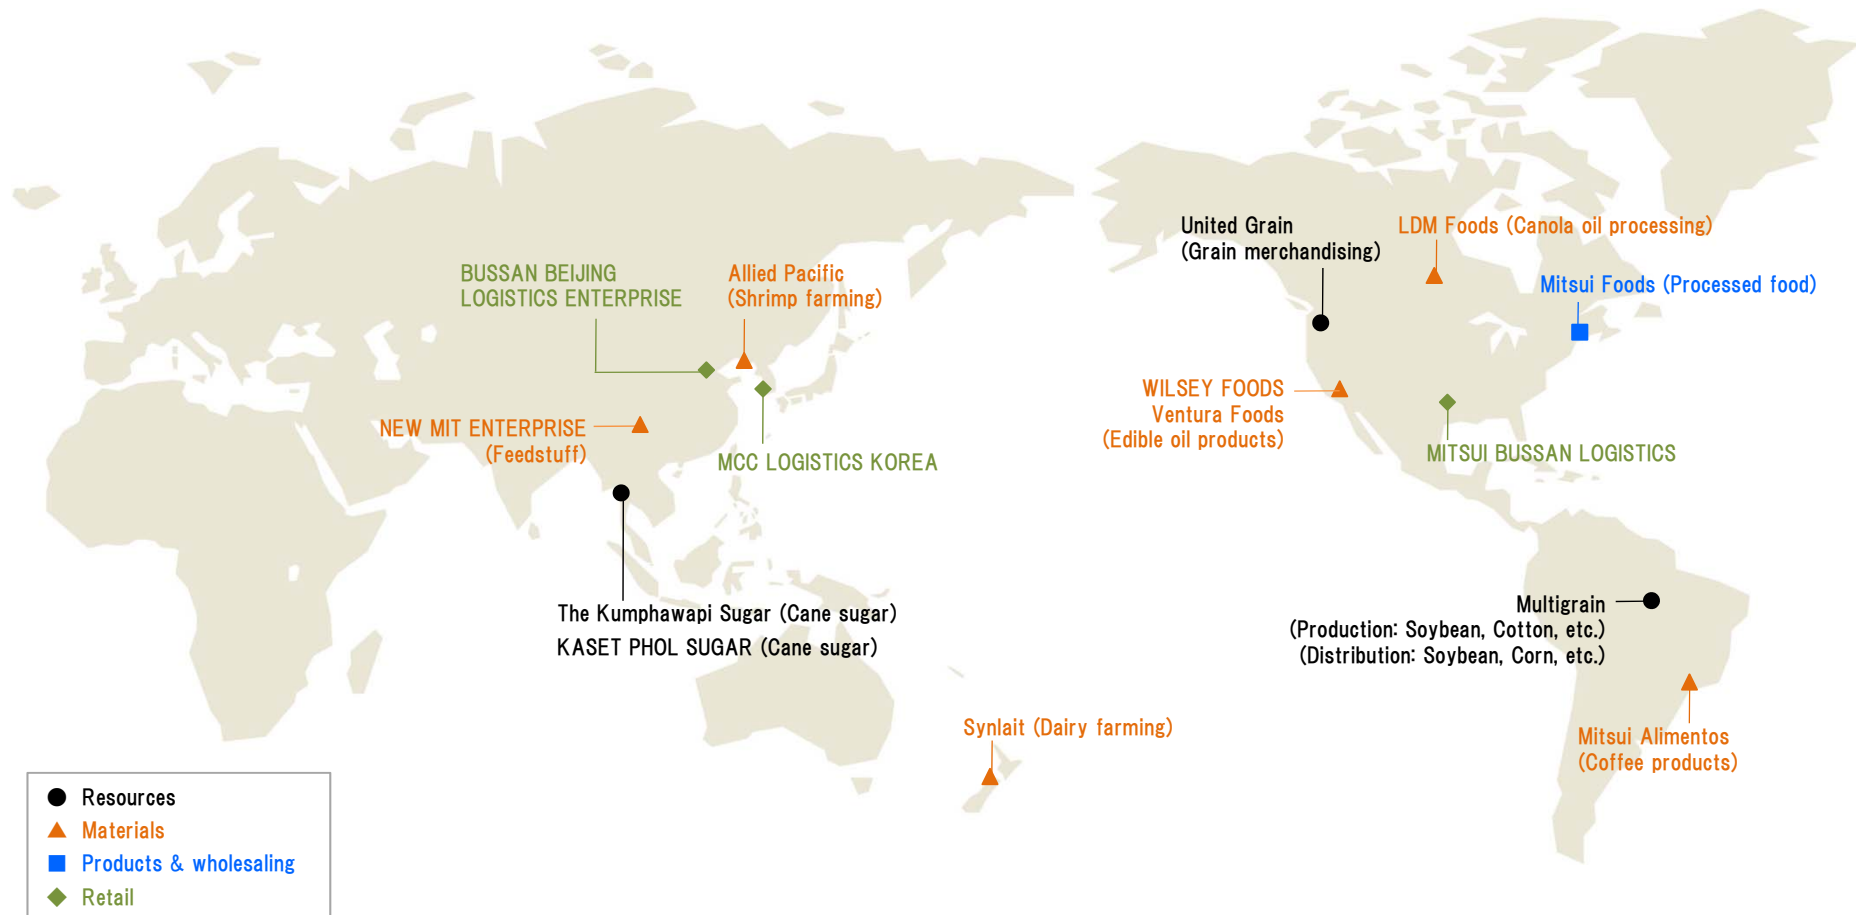 United Grain
(Grain merchandising)
LDM Foods (Canola oil processing)
BUSSAN BEIJING
LOGISTICS ENTERPRISE
Allied Pacific
(Shrimp farming)
Mitsui Foods (Processed food)
WILSEY FOODS
Ventura Foods
(Edible oil products)
NEW MIT ENTERPRISE
(Feedstuff)
MCC LOGISTICS KOREA
MITSUI BUSSAN LOGISTICS
The Kumphawapi Sugar (Cane sugar)
KASET PHOL SUGAR (Cane sugar)
Multigrain
(Production: Soybean, Cotton, etc.)
(Distribution: Soybean, Corn, etc.)
Synlait (Dairy farming)
Mitsui Alimentos
(Coffee products)
Resources
Materials
Products & wholesaling
Retail